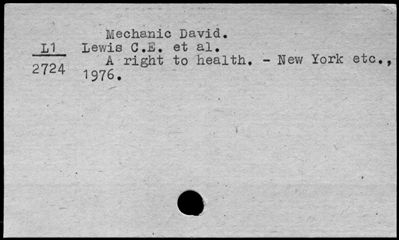 Mechanic David.
L1 Lewis C.E. et al.
2724 A right to health. - New York etc.,
1976.